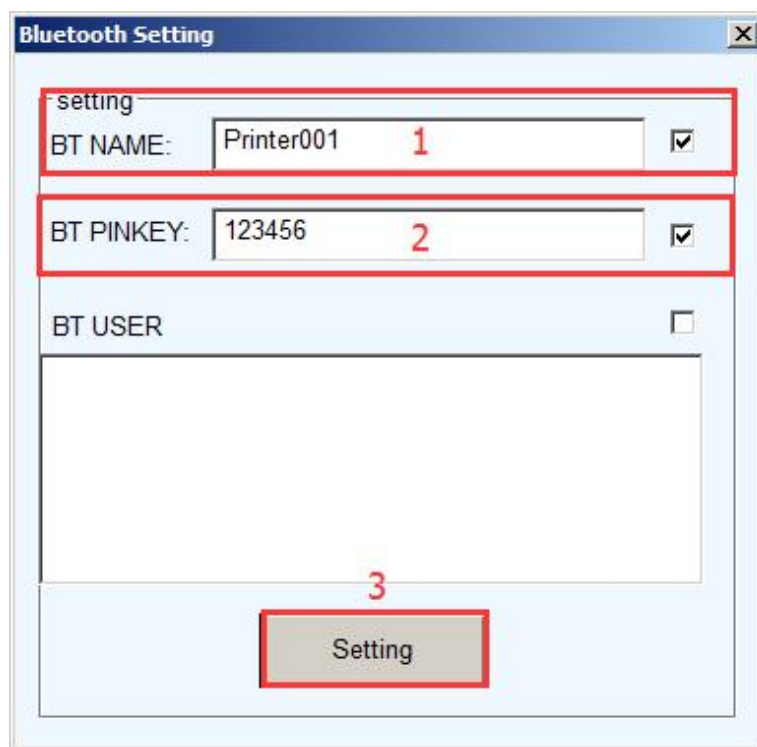 Bluetooth Setting
setting
BT NAME: Printer001 1
BT PINKEY: 123456 2
BT USER
3
Setting